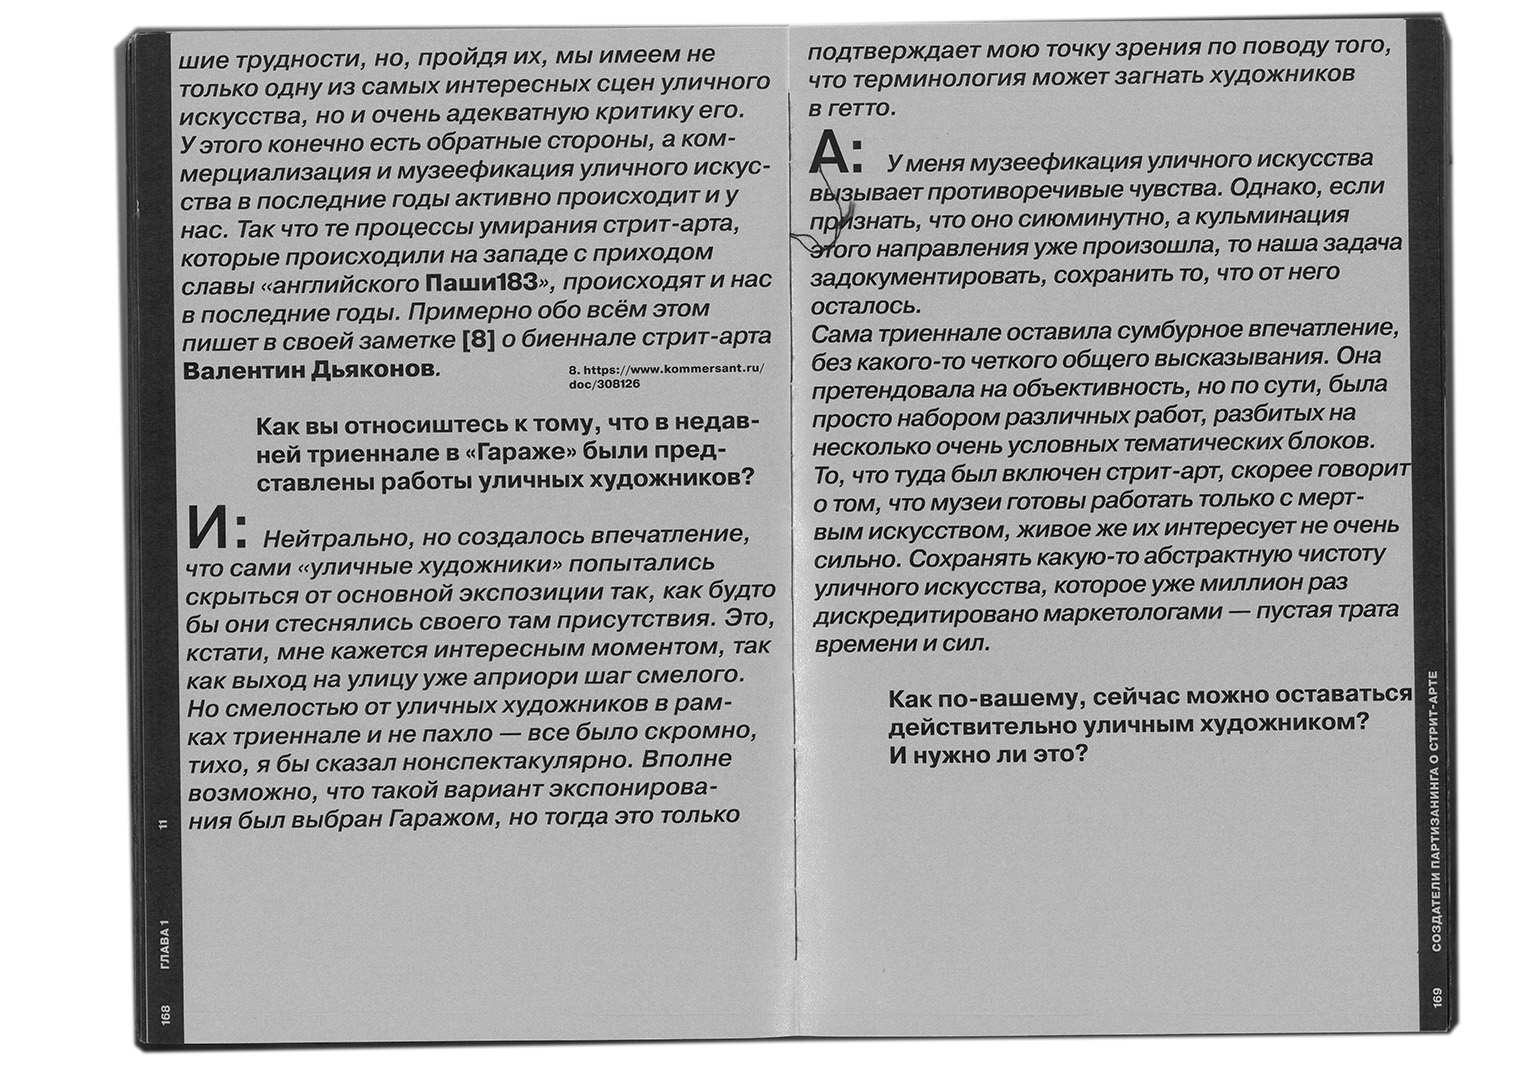 шие трудности, но, пройдя их, мы имеем не
только одну из самых интересных сцен уличного
искусства, но и очень адекватную критику его.
У этого конечно есть обратные стороны, а ком-
мерциализация и музеефикация уличного искус-
ства в последние годы активно происходит и у
нас. Так что те процессы умирания стрит-арта,
которые происходили на западе с приходом
славы «английского Паши183», происходят и нас
в последние годы. Примерно обо всём этом
пишет в своей заметке [8] о биеннале стрит-арта
Валентин Дьяконов.
8. https://www.kommersant.ru/
doc/308126
Как вы относиштесь к тому, что в недав-
ней триеннале в «Гараже» были пред-
ставлены работы уличных художников?
И: Нейтрально, но создалось впечатление,
что сами «уличные художники» попытались
скрыться от основной экспозиции так, как будто
бы они стеснялись своего там присутствия. Это,
кстати, мне кажется интересным моментом, так
как выход на улицу уже априори шаг смелого.
Но смелостью от уличных художников в рам-
ках триеннале и не пахло — все было скромно,
тихо, я бы сказал нонспектакулярно. Вполне
возможно, что такой вариант экспонирова-
ния был выбран Гаражом, но тогда это только
168
ГЛАВА 1
11
подтверждает мою точку зрения по поводу того,
что терминология может загнать художников
в гетто.
А: У меня музеефикация уличного искусства
вызывает противоречивые чувства. Однако, если
признать, что оно сиюминутно, а кульминация
этого направления уже произошла, то наша задача
задокументировать, сохранить то, что от него
осталось.
Сама триеннале оставила сумбурное впечатление,
без какого-то четкого общего высказывания. Она
претендовала на объективность, но по сути, была
просто набором различных работ, разбитых на
несколько очень условных тематических блоков.
То, что туда был включен стрит-арт, скорее говорит
о том, что музеи готовы работать только с мерт-
вым искусством, живое же их интересует не очень
сильно. Сохранять какую-то абстрактную чистоту
уличного искусства, которое уже миллион раз
дискредитировано маркетологами — пустая трата
времени и сил.
Как по-вашему, сейчас можно оставаться
действительно уличным художником?
И нужно ли это?
169
СОЗДАТЕЛИ ПАРТИЗАНИНГА О СТРИТ-АРТЕ